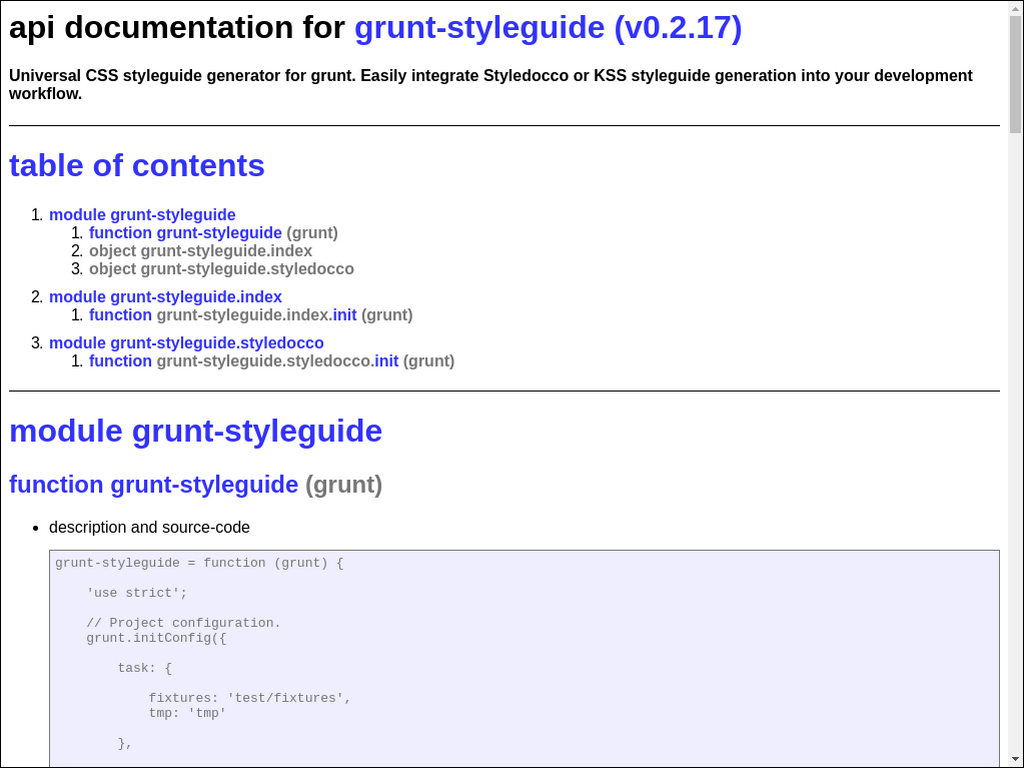 api documentation for grunt-styleguide (v0.2.17)
Universal CSS styleguide generator for grunt. Easily integrate Styledocco or KSS styleguide generation into your development
workflow.
table of contents
1. module grunt-styleguide
1. function grunt-styleguide (grunt)
2. object grunt-styleguide.index
3. object grunt-styleguide.styledocco
2. module grunt-styleguide.index
1. function grunt-styleguide.index.init (grunt)
3. module grunt-styleguide.styledocco
1. function grunt-styleguide.styledocco.init (grunt)
module grunt-styleguide
function grunt-styleguide (grunt)
• description and source-code
grunt-styleguide = function (grunt) {
'use strict';
// Project configuration.
grunt.initConfig({
task: {
fixtures: 'test/fixtures',
tmp: 'tmp'
},